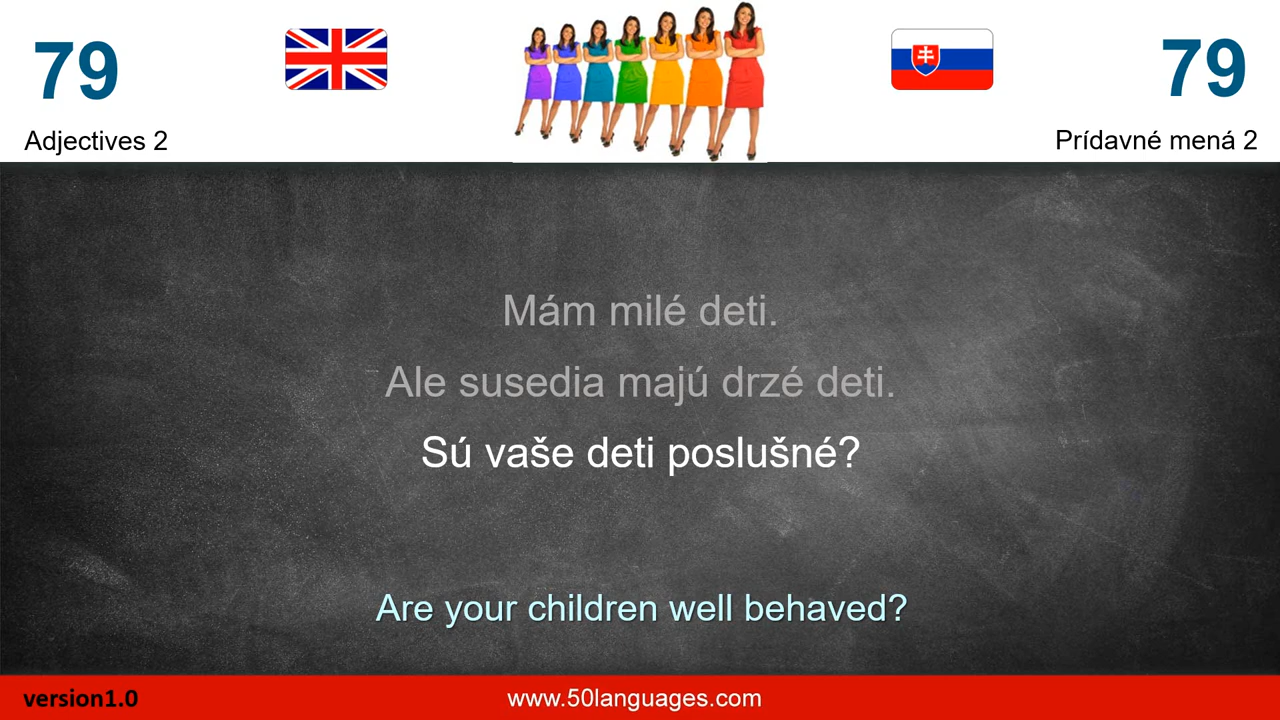 79
79
Adjectives 2
Prídavné mená 2
Mám milé deti.
Ale susedia majú drzé deti.
Sú vaše deti poslušné?
Are your children well behaved?
version1.0
www.50languages.com